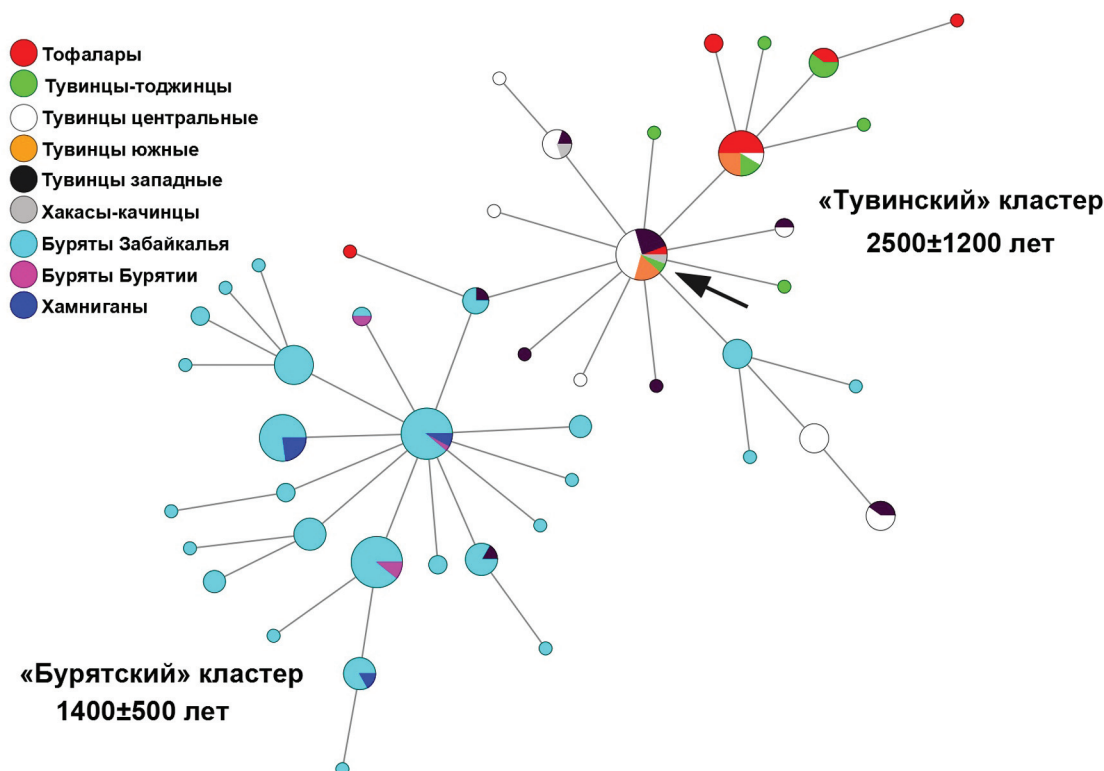 Тофалары
Тувинцы-тоджинцы
Тувинцы центральные
Тувинцы южные
Тувинцы западные
Хакасы-качинцы
Буряты Забайкалья
Буряты Бурятии
Хамниганы
«Тувинский» кластер
2500±1200 лет
«Бурятский» кластер
1400±500 лет